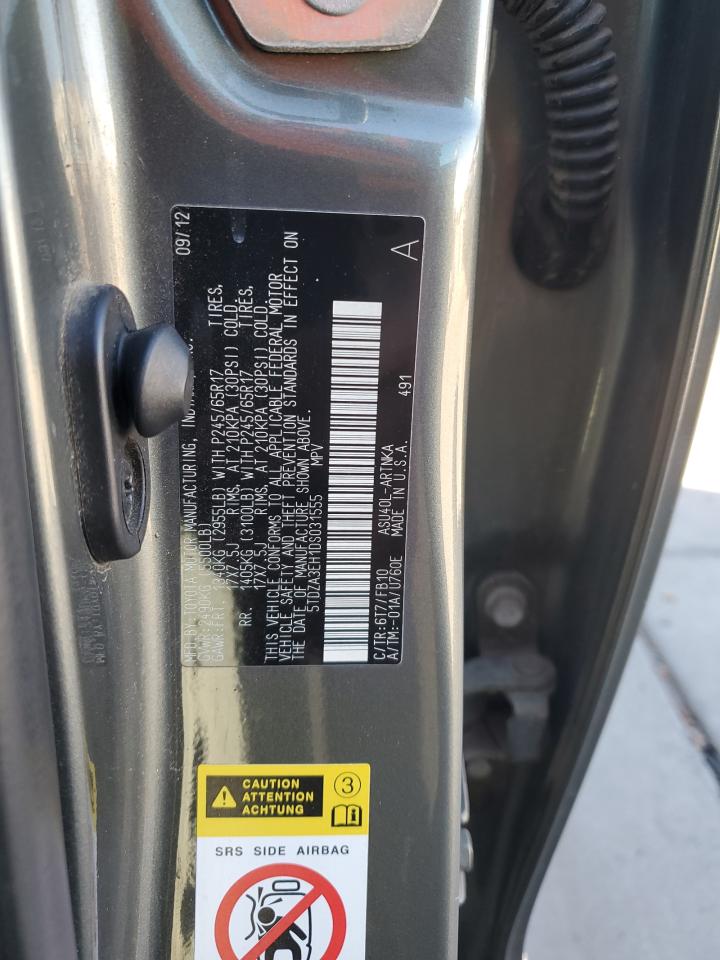 09/12
MFD BY: TOYOTA MOTOR MANUFACTURING,
GVWR 2490KG (5500LB)
GAWR FRT. 1340KG (2955LB) WITH P245/65R17 TIRES,
17X7.5J RIMS, AT 210KPA (30PSI) COLD.
RR. 1405KG (3100LB) WITH P245/65R17 TIRES,
17X7.5J RIMS, AT 210KPA (30PSI) COLD.
THIS VEHICLE CONFORMS TO ALL APPLICABLE FEDERAL MOTOR
VEHICLE SAFETY AND THEFT PREVENTION STANDARDS IN EFFECT ON
THE DATE OF MANUFACTURE SHOWN ABOVE.
5TDZA3EH1DS031555 MPV
C/TR:6T7/FB10 ASU40L-ARTNKA 491
A/TM:-01A/U760E MADE IN U.S.A.
A
CAUTION
ATTENTION
ACHTUNG
3
SRS SIDE AIRBAG